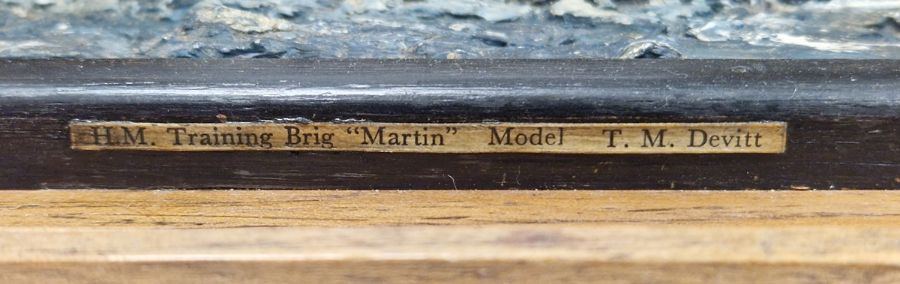 H.M. Training Brig “Martin” Model T. M. Devitt